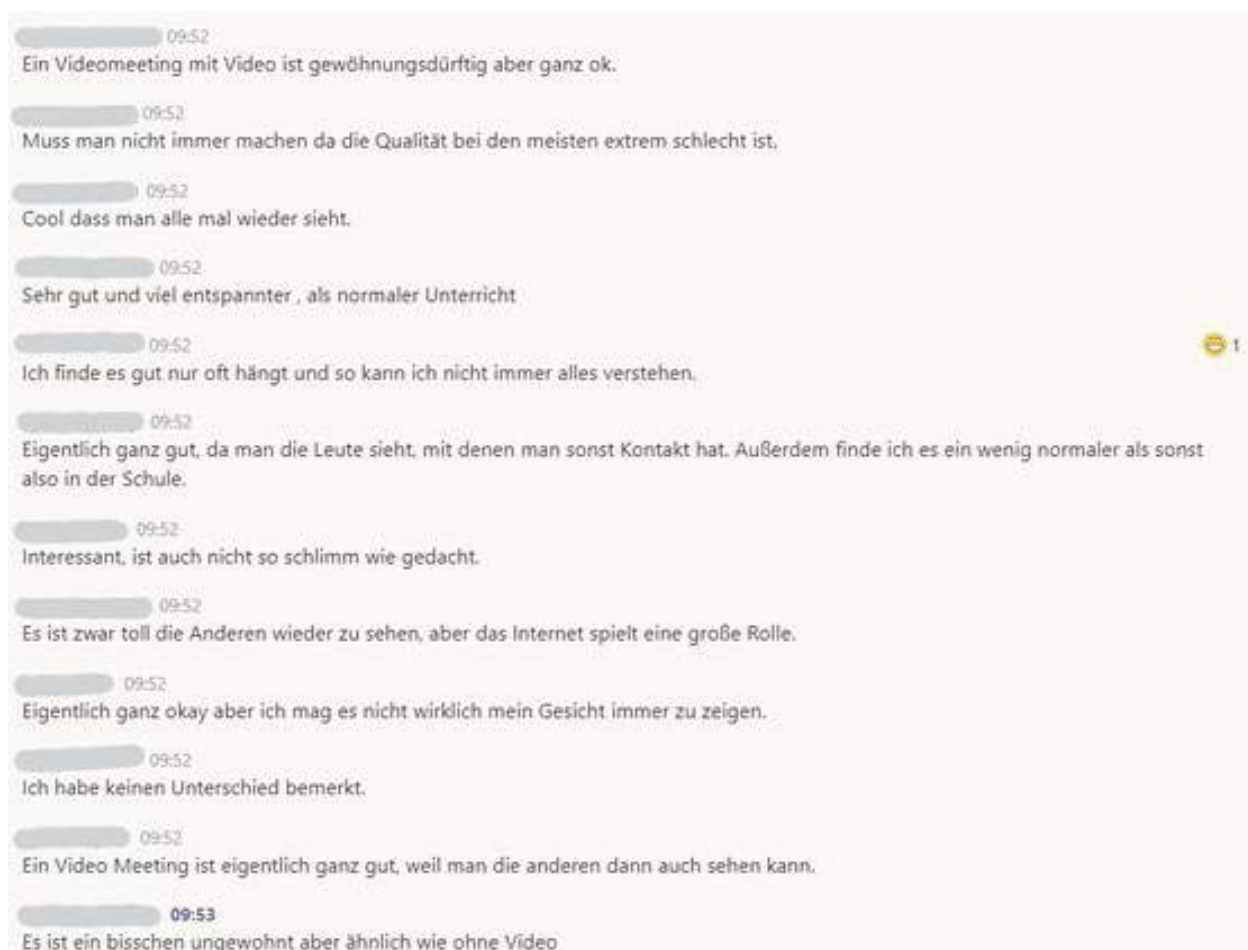 09:52
Ein Videomeeting mit Video ist gewöhnungsdürftig aber ganz ok.
09:52
Muss man nicht immer machen da die Qualität bei den meisten extrem schlecht ist.
09:52
Cool dass man alle mal wieder sieht.
09:52
Sehr gut und viel entspannter , als normaler Unterricht
09:52
1
Ich finde es gut nur oft hängt und so kann ich nicht immer alles verstehen.
09:52
Eigentlich ganz gut, da man die Leute sieht, mit denen man sonst Kontakt hat. Außerdem finde ich es ein wenig normaler als sonst
also in der Schule.
09:52
Interessant, ist auch nicht so schlimm wie gedacht.
09:52
Es ist zwar toll die Anderen wieder zu sehen, aber das Internet spielt eine große Rolle.
09:52
Eigentlich ganz okay aber ich mag es nicht wirklich mein Gesicht immer zu zeigen.
09:52
Ich habe keinen Unterschied bemerkt.
09:52
Ein Video Meeting ist eigentlich ganz gut, weil man die anderen dann auch sehen kann.
09:53
Es ist ein bisschen ungewohnt aber ähnlich wie ohne Video